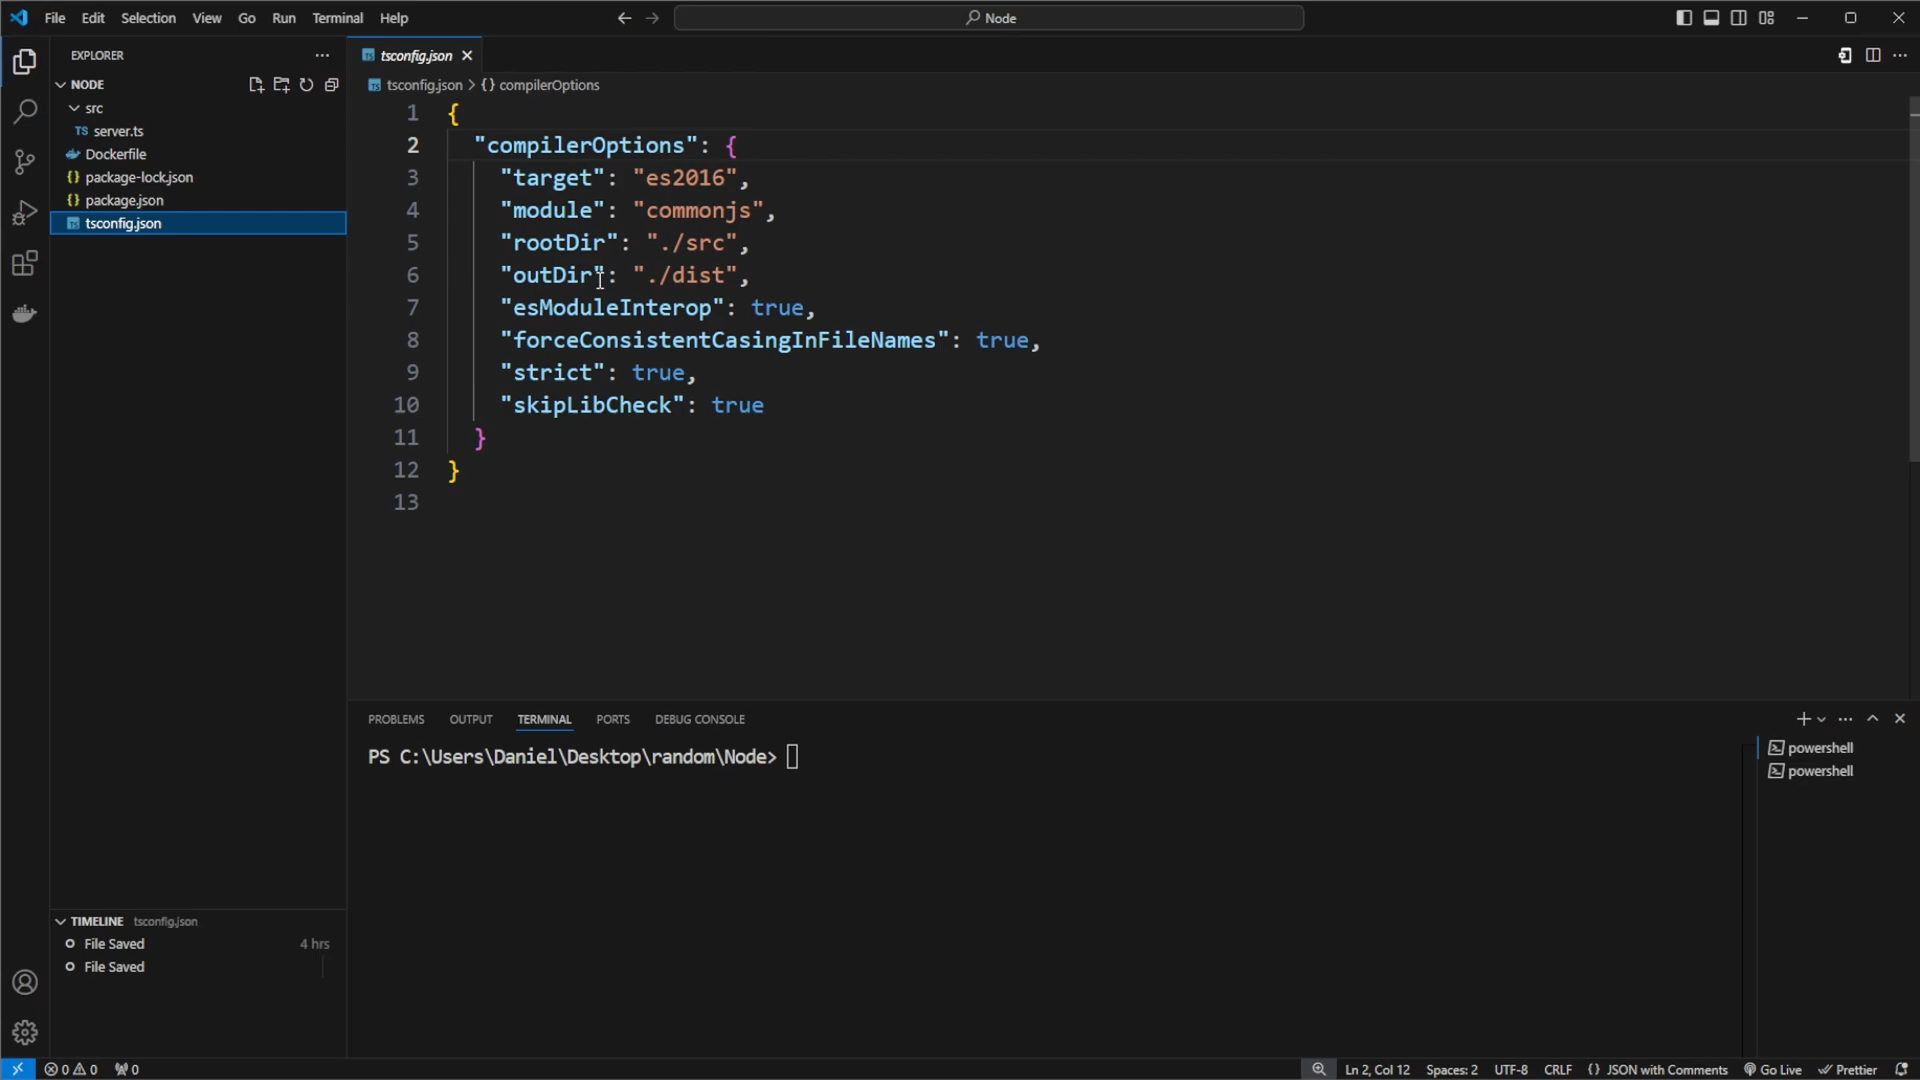 File Edit Selection View Go Run Terminal Help
Node
EXPLORER
NODE
src
TS server.ts
Dockerfile
{} package-lock.json
{} package.json
tsconfig.json
TIMELINE tsconfig.json
File Saved 4 hrs
File Saved
tsconfig.json
tsconfig.json > {} compilerOptions
1 {
2 "compilerOptions": {
3 "target": "es2016",
4 "module": "commonjs",
5 "rootDir": "./src",
6 "outDir": "./dist",
7 "esModuleInterop": true,
8 "forceConsistentCasingInFileNames": true,
9 "strict": true,
10 "skipLibCheck": true
11 }
12 }
13
PROBLEMS OUTPUT TERMINAL PORTS DEBUG CONSOLE
PS C:\Users\Daniel\Desktop\random\Node>
powershell
powershell
0 0 0
Ln 2, Col 12 Spaces: 2 UTF-8 CRLF {} JSON with Comments Go Live Prettier